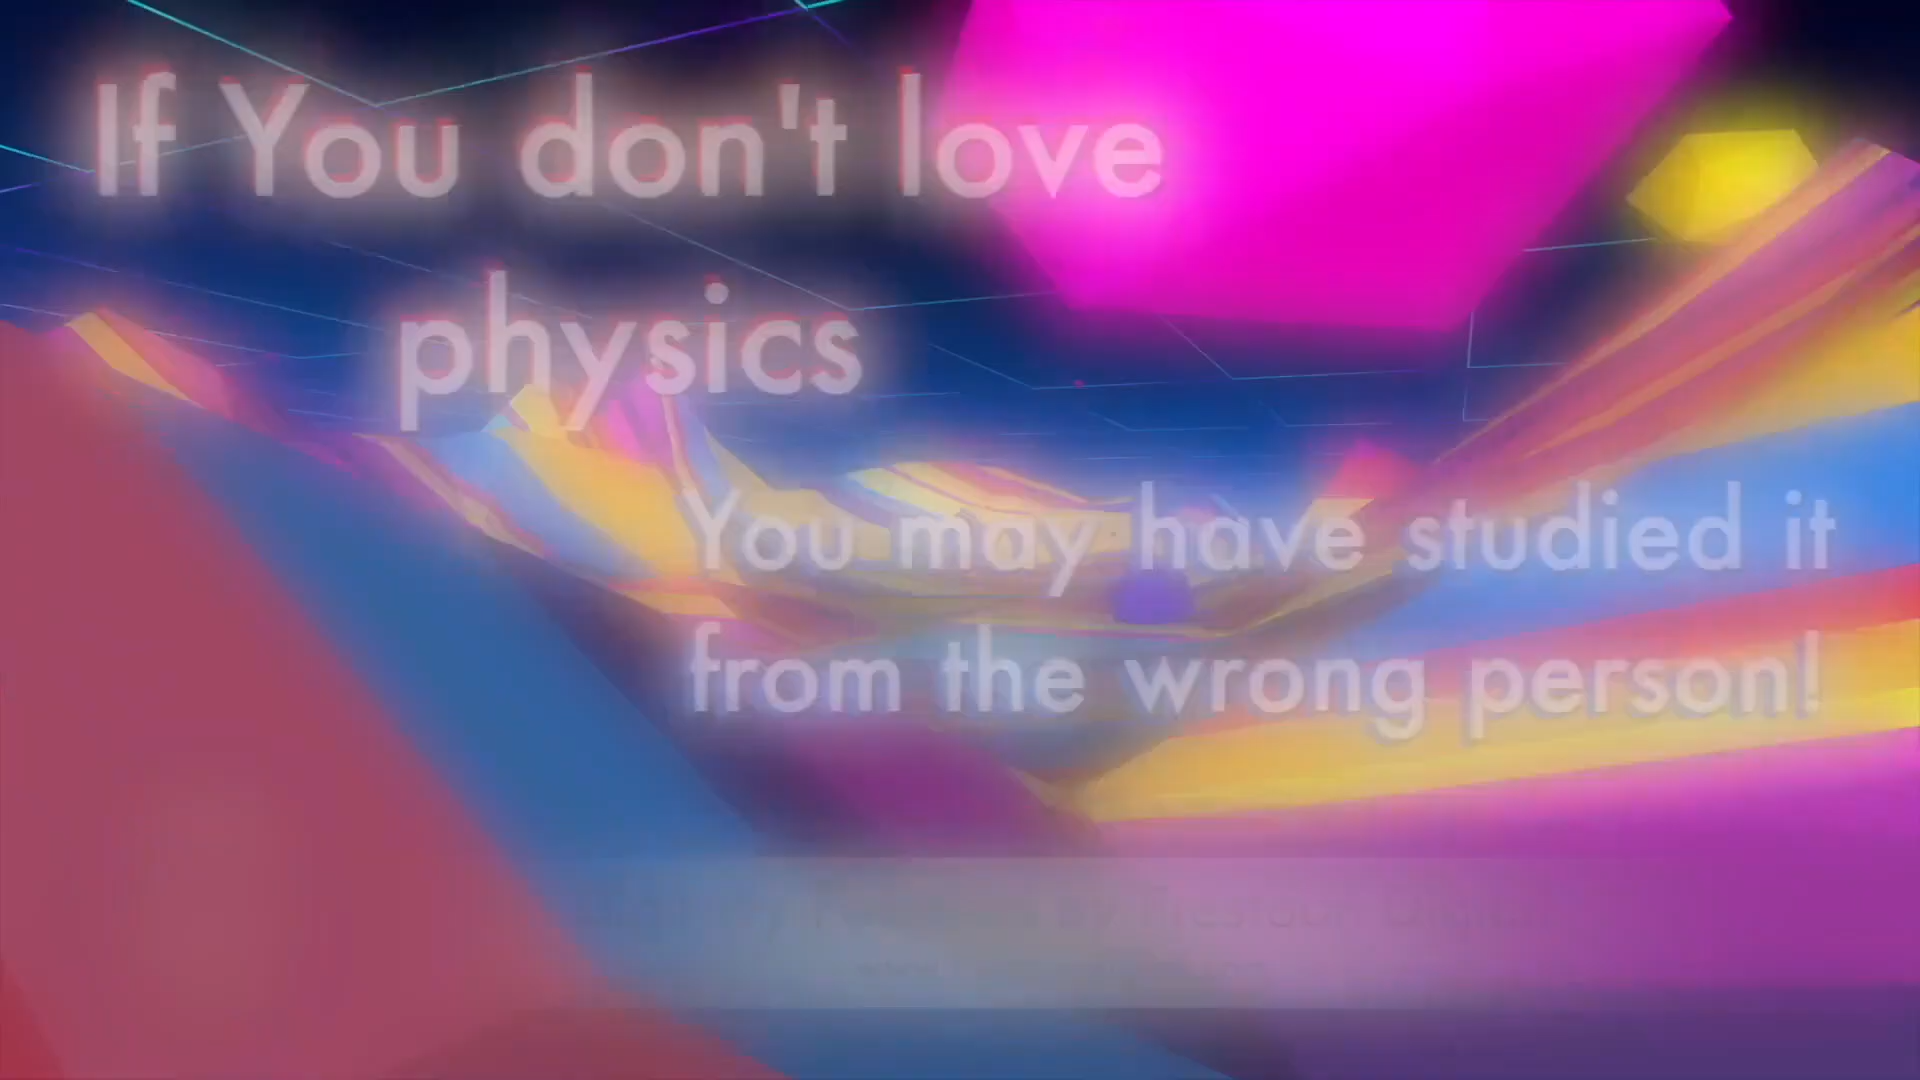 If You don't love
physics
You may have studied it
from the wrong person!